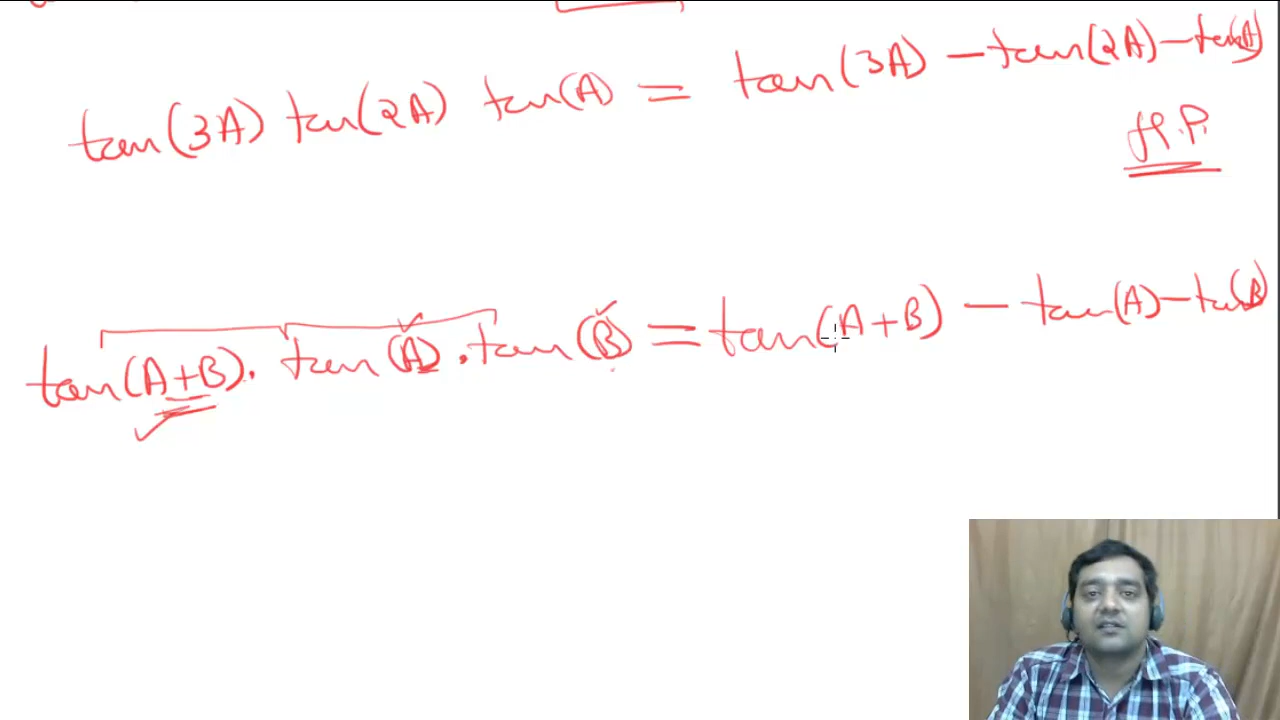 tan(3A) tan(2A) tan(A) = tan(3A) - tan(2A) - tan(A)
H.P.
tan(A+B). tan(A) . tan(B) = tan(A+B) - tan(A) - tan(B)